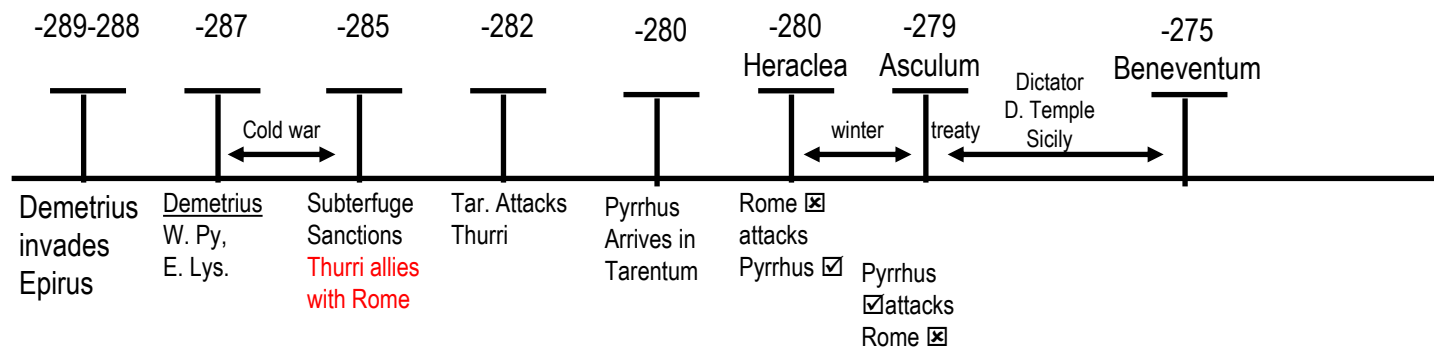 -289-288
-287
-285
-282
-280
-280
-279
-275
Heraclea
Asculum
Beneventum
Dictator
D. Temple
Sicily
Cold war
winter
treaty
Demetrius
invades
Epirus
Demetrius
W. Py,
E. Lys.
Subterfuge
Sanctions
Thurri allies
with Rome
Tar. Attacks
Thurri
Pyrrhus
Arrives in
Tarentum
Rome ☒
attacks
Pyrrhus ☑
Pyrrhus
☑attacks
Rome ☒